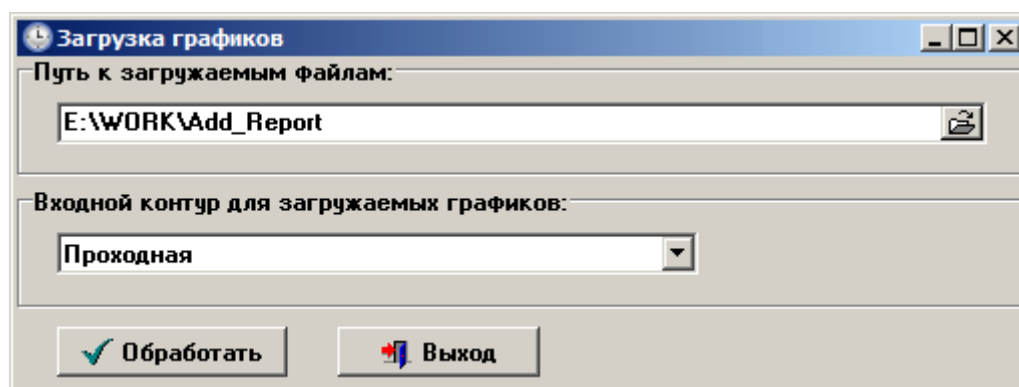 Загрузка графиков
Путь к загружаемым файлам:
E:\WORK\Add_Report
Входной контур для загружаемых графиков:
Проходная
Обработать Выход